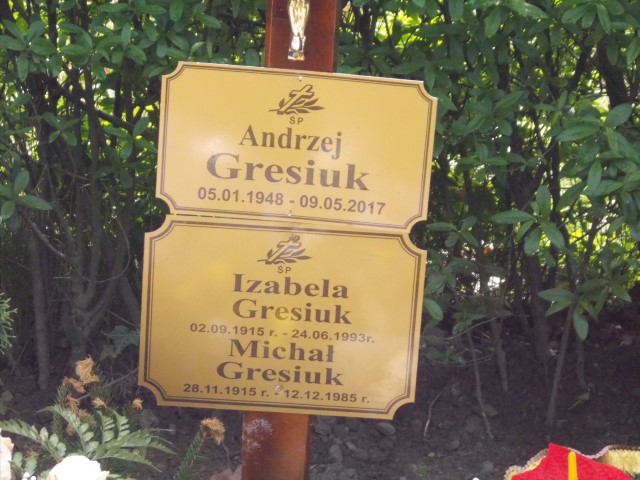 ŚP
Andrzej
Gresiuk
05.01.1948 - 09.05.2017
ŚP
Izabela
Gresiuk
02.09.1915 r. - 24.06.1993r.
Michał
Gresiuk
28.11.1915 r. - 12.12.1985 r.